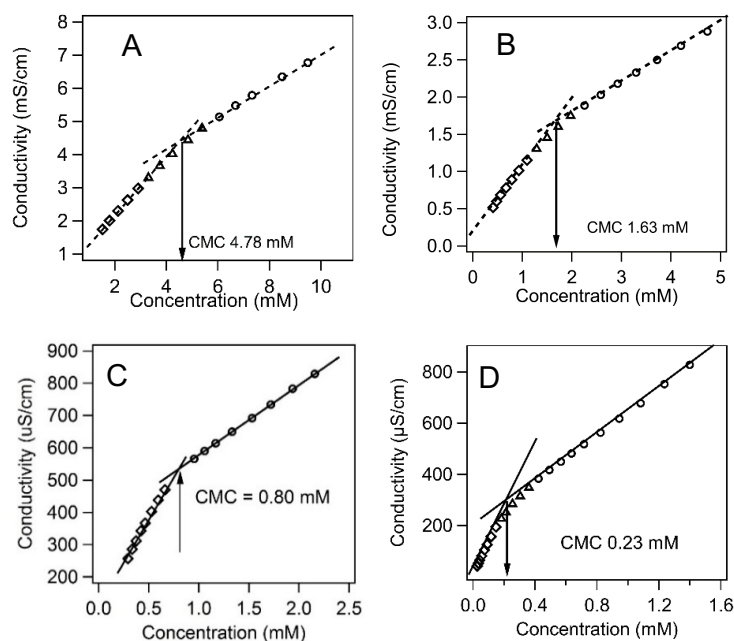 A
8
7
6
5
4
3
2
1
Conductivity (mS/cm)
CMC 4.78 mM
2 4 6 8 10
Concentration (mM)
B
3.0
2.5
2.0
1.5
1.0
0.5
0.0
Conductivity (mS/cm)
CMC 1.63 mM
0 1 2 3 4 5
Concentration (mM)
C
900
800
700
600
500
400
300
200
Conductivity (uS/cm)
CMC = 0.80 mM
0.0 0.5 1.0 1.5 2.0 2.5
Concentration (mM)
D
800
600
400
200
Conductivity (µS/cm)
CMC 0.23 mM
0.0 0.4 0.8 1.2 1.6
Concentration (mM)